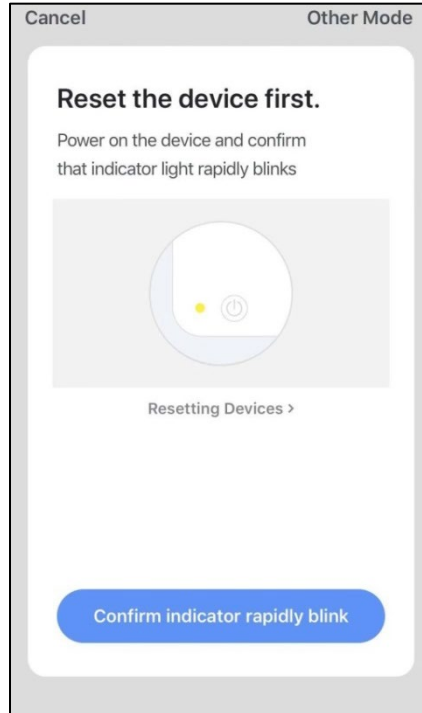 Cancel
Other Mode
Reset the device first.
Power on the device and confirm
that indicator light rapidly blinks
Resetting Devices >
Confirm indicator rapidly blink